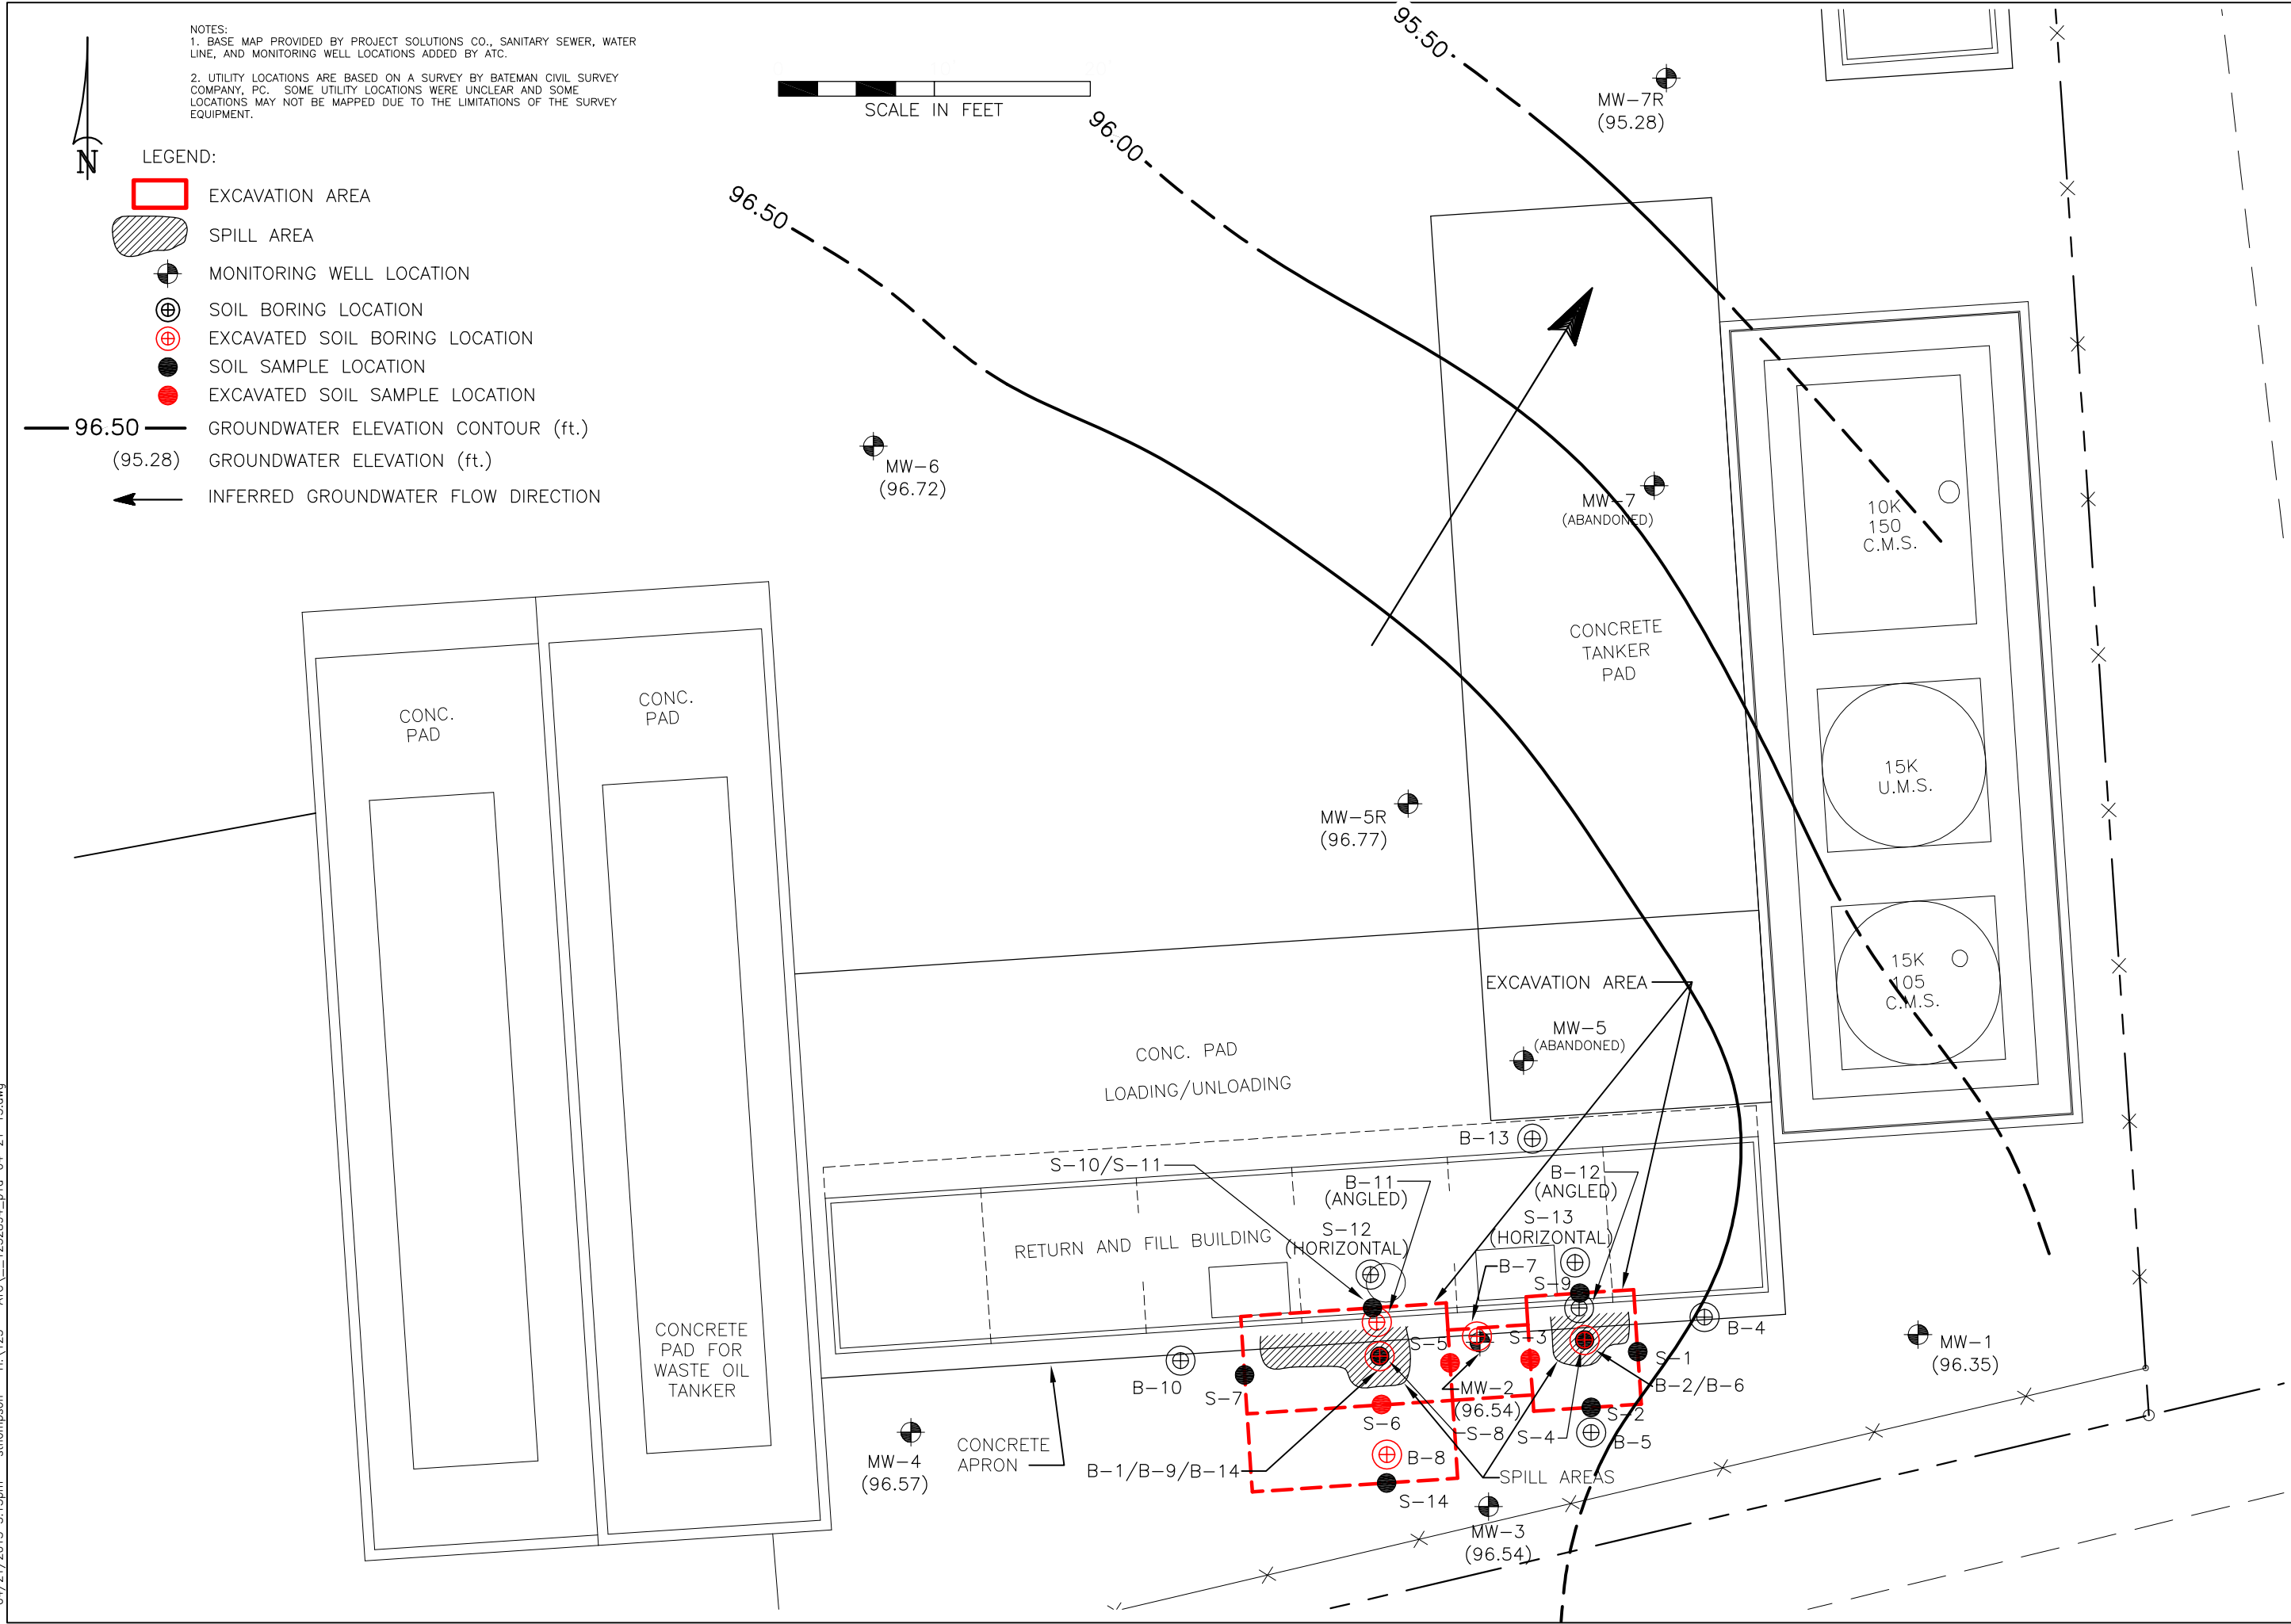 NOTES:
1. BASE MAP PROVIDED BY PROJECT SOLUTIONS CO., SANITARY SEWER, WATER
LINE, AND MONITORING WELL LOCATIONS ADDED BY ATC.
2. UTILITY LOCATIONS ARE BASED ON A SURVEY BY BATEMAN CIVIL SURVEY
COMPANY, PC. SOME UTILITY LOCATIONS WERE UNCLEAR AND SOME
LOCATIONS MAY NOT BE MAPPED DUE TO THE LIMITATIONS OF THE SURVEY
EQUIPMENT.
N
SCALE IN FEET
LEGEND:
EXCAVATION AREA
SPILL AREA
MONITORING WELL LOCATION
SOIL BORING LOCATION
EXCAVATED SOIL BORING LOCATION
SOIL SAMPLE LOCATION
EXCAVATED SOIL SAMPLE LOCATION
96.50 GROUNDWATER ELEVATION CONTOUR (ft.)
(95.28) GROUNDWATER ELEVATION (ft.)
INFERRED GROUNDWATER FLOW DIRECTION
95.50
96.00
96.50
MW-7R
(95.28)
MW-6
(96.72)
MW-7
(ABANDONED)
10K
150
C.M.S.
CONCRETE
TANKER
PAD
CONC.
PAD
CONC.
PAD
15K
U.M.S.
MW-5R
(96.77)
15K
105
C.M.S.
EXCAVATION AREA
MW-5
(ABANDONED)
CONC. PAD
LOADING/UNLOADING
B-13
S-10/S-11
B-11
(ANGLED)
B-12
(ANGLED)
S-12
(HORIZONTAL)
S-13
(HORIZONTAL)
RETURN AND FILL BUILDING
B-7
S-9
B-4
S-5
S-3
MW-1
(96.35)
S-1
B-2/B-6
CONCRETE
PAD FOR
WASTE OIL
TANKER
B-10
S-7
MW-2
(96.54)
S-6
S-8
S-4
S-2
B-5
MW-4
(96.57)
CONCRETE
APRON
B-1/B-9/B-14
B-8
SPILL AREAS
S-14
MW-3
(96.54)